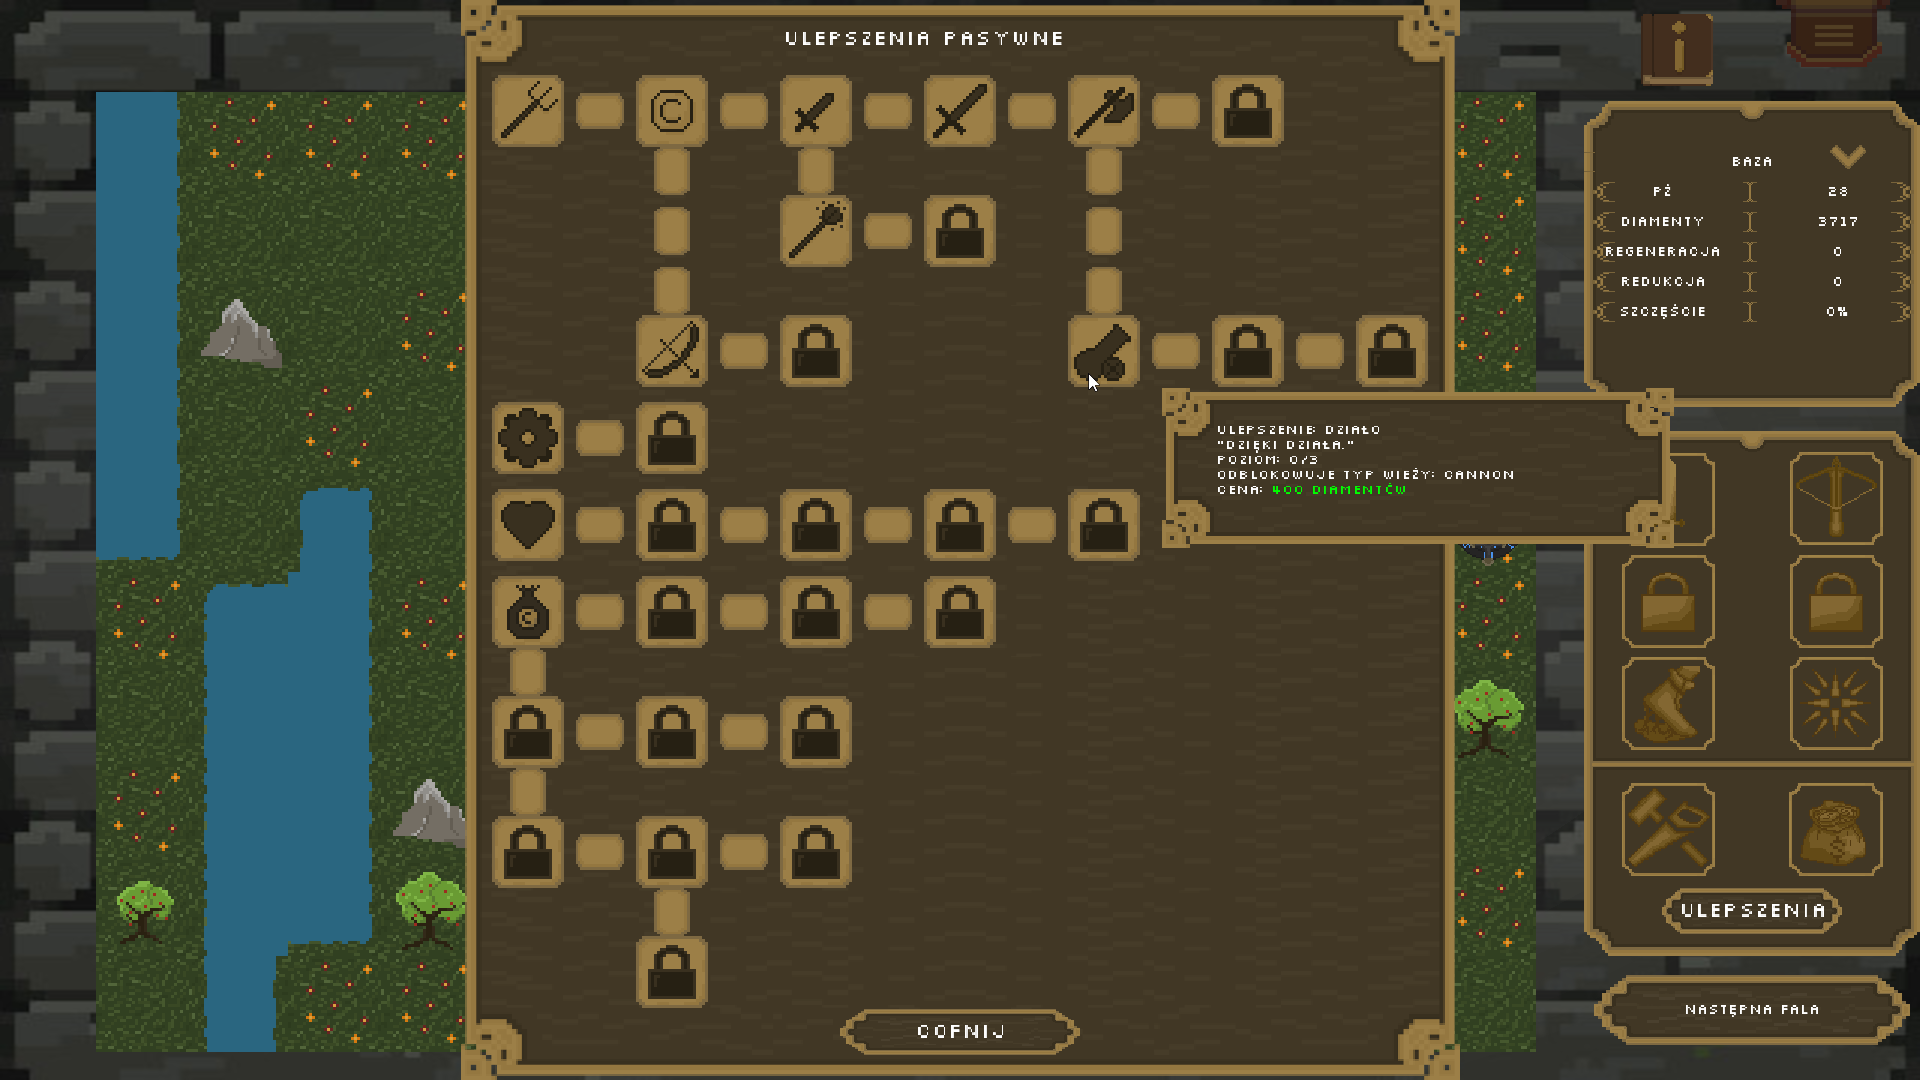 ULEPSZENIA PASYWNE
BAZA
PŻ 28
DIAMENTY 3717
REGENERACJA 0
REDUKCJA 0
SZCZĘŚCIE 0%
ULEPSZENIE: DZIAŁO
"DZIĘKI DZIAŁA."
POZIOM: 0/3
ODBLOKOWUJE TYP WIEŻY: CANNON
CENA: 400 DIAMENTÓW
ULEPSZENIA
NASTĘPNA FALA
COFNIJ